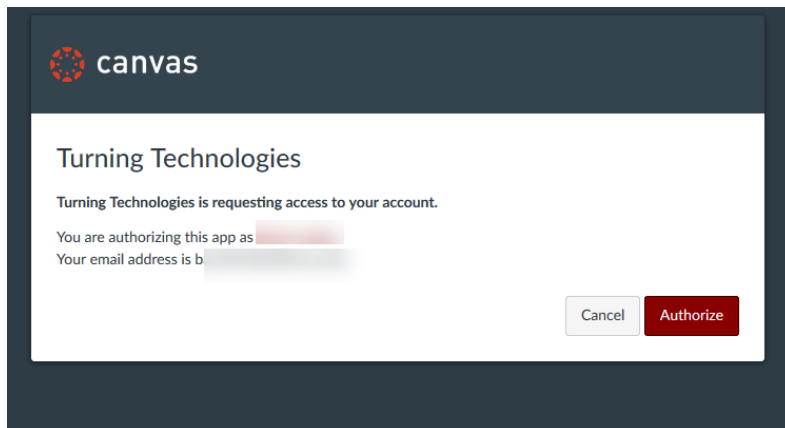 canvas
Turning Technologies
Turning Technologies is requesting access to your account.
You are authorizing this app as
Your email address is b
Cancel
Authorize